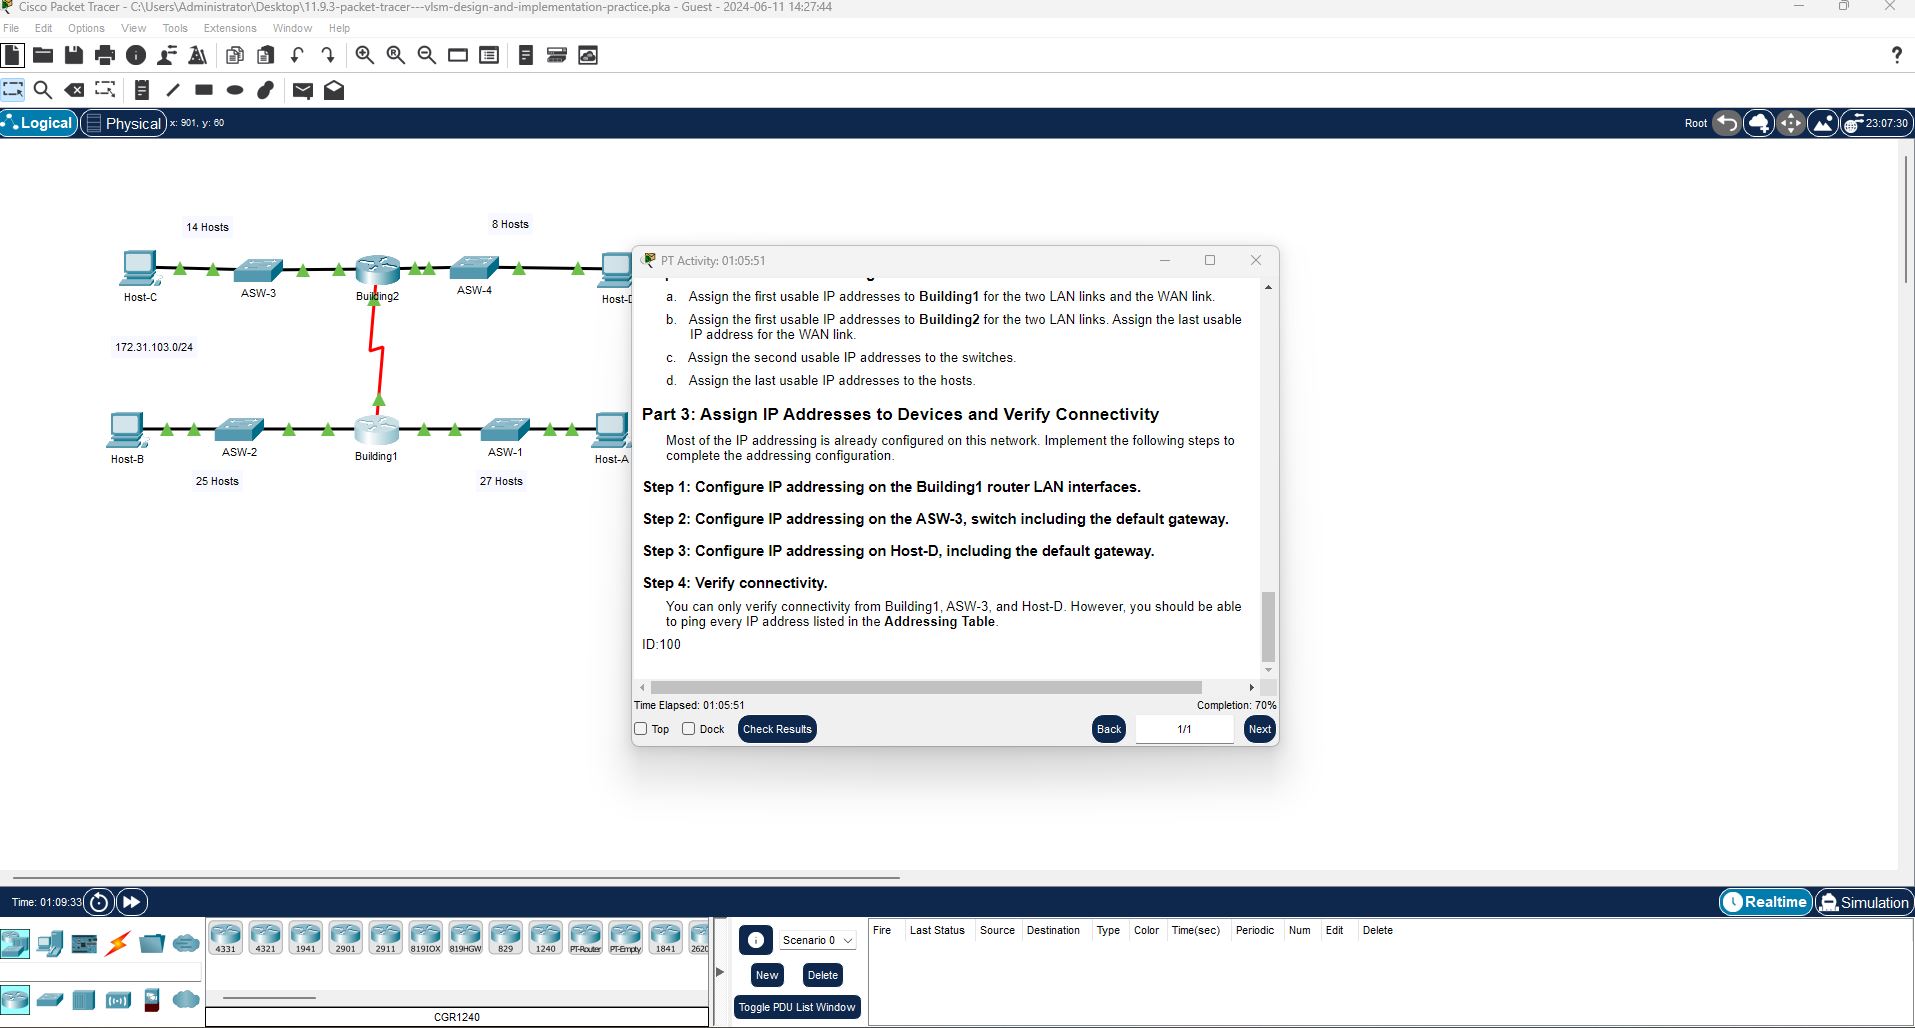 Cisco Packet Tracer - C:\Users\Administrator\Desktop\11.9.3-packet-tracer---vlsm-design-and-implementation-practice.pka - Guest - 2024-06-11 14:27:44
File Edit Options View Tools Extensions Window Help
Logical Physical x: 901, y: 60 Root 23:07:30
14 Hosts
8 Hosts
Host-C
ASW-3
Building2
ASW-4
Host-D
172.31.103.0/24
Host-B
ASW-2
Building1
ASW-1
Host-A
25 Hosts
27 Hosts
PT Activity: 01:05:51
a. Assign the first usable IP addresses to Building1 for the two LAN links and the WAN link.
b. Assign the first usable IP addresses to Building2 for the two LAN links. Assign the last usable
IP address for the WAN link.
c. Assign the second usable IP addresses to the switches.
d. Assign the last usable IP addresses to the hosts.
Part 3: Assign IP Addresses to Devices and Verify Connectivity
Most of the IP addressing is already configured on this network. Implement the following steps to
complete the addressing configuration.
Step 1: Configure IP addressing on the Building1 router LAN interfaces.
Step 2: Configure IP addressing on the ASW-3, switch including the default gateway.
Step 3: Configure IP addressing on Host-D, including the default gateway.
Step 4: Verify connectivity.
You can only verify connectivity from Building1, ASW-3, and Host-D. However, you should be able
to ping every IP address listed in the Addressing Table.
ID:100
Time Elapsed: 01:05:51 Completion: 70%
Top Dock Check Results Back 1/1 Next
Time: 01:09:33 Realtime Simulation
4331 4321 1941 2901 2911 819IOX 819HGW 829 1240 PT-Router PT-Empty 1841 2620
CGR1240
Scenario 0
New Delete
Toggle PDU List Window
Fire Last Status Source Destination Type Color Time(sec) Periodic Num Edit Delete